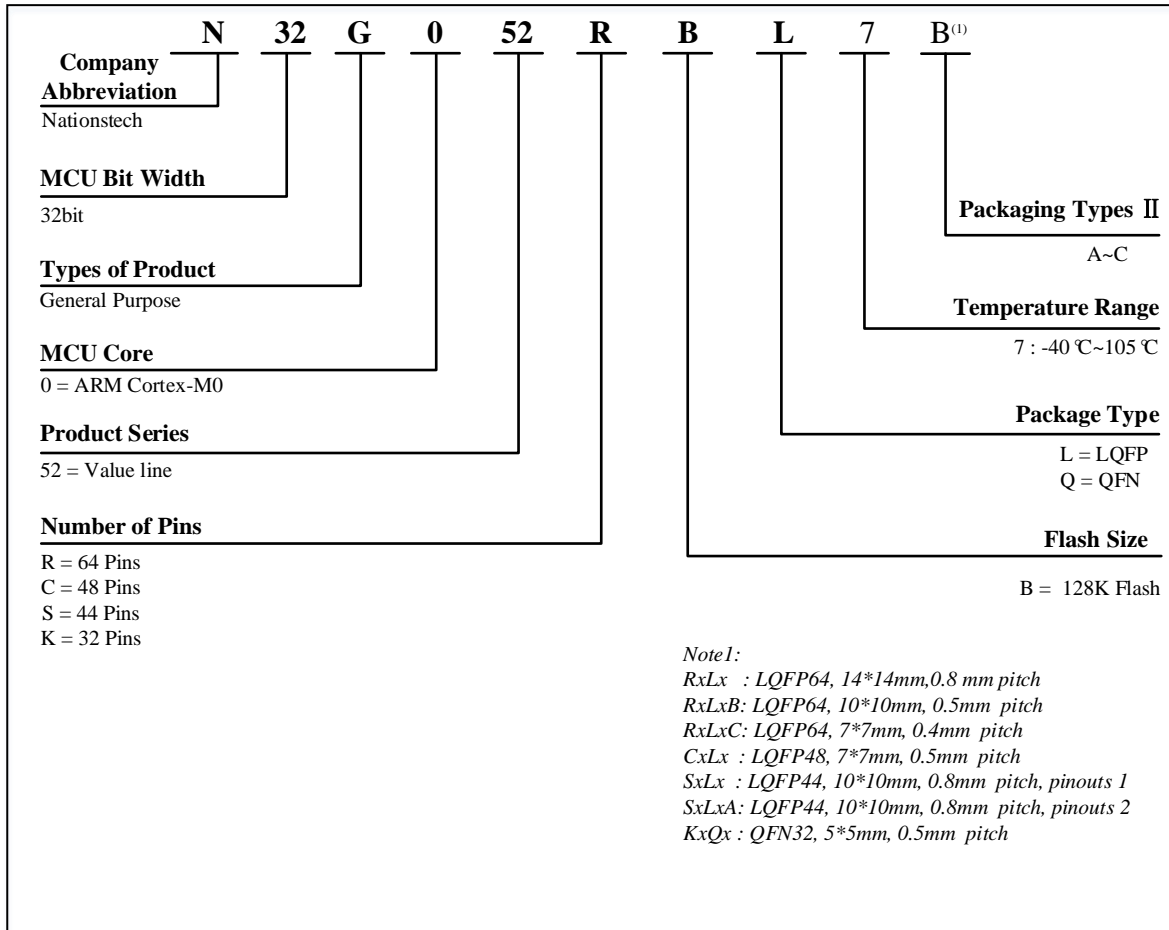 N 32 G 0 52 R B L 7 B(1)
Company
Abbreviation
Nationstech
MCU Bit Width
32bit
Types of Product
General Purpose
MCU Core
0 = ARM Cortex-M0
Product Series
52 = Value line
Number of Pins
R = 64 Pins
C = 48 Pins
S = 44 Pins
K = 32 Pins
Packaging Types Ⅱ
A~C
Temperature Range
7 : -40 ℃~105 ℃
Package Type
L = LQFP
Q = QFN
Flash Size
B = 128K Flash
Note1:
RxLx : LQFP64, 14*14mm,0.8 mm pitch
RxLxB: LQFP64, 10*10mm, 0.5mm pitch
RxLxC: LQFP64, 7*7mm, 0.4mm pitch
CxLx : LQFP48, 7*7mm, 0.5mm pitch
SxLx : LQFP44, 10*10mm, 0.8mm pitch, pinouts 1
SxLxA: LQFP44, 10*10mm, 0.8mm pitch, pinouts 2
KxQx : QFN32, 5*5mm, 0.5mm pitch